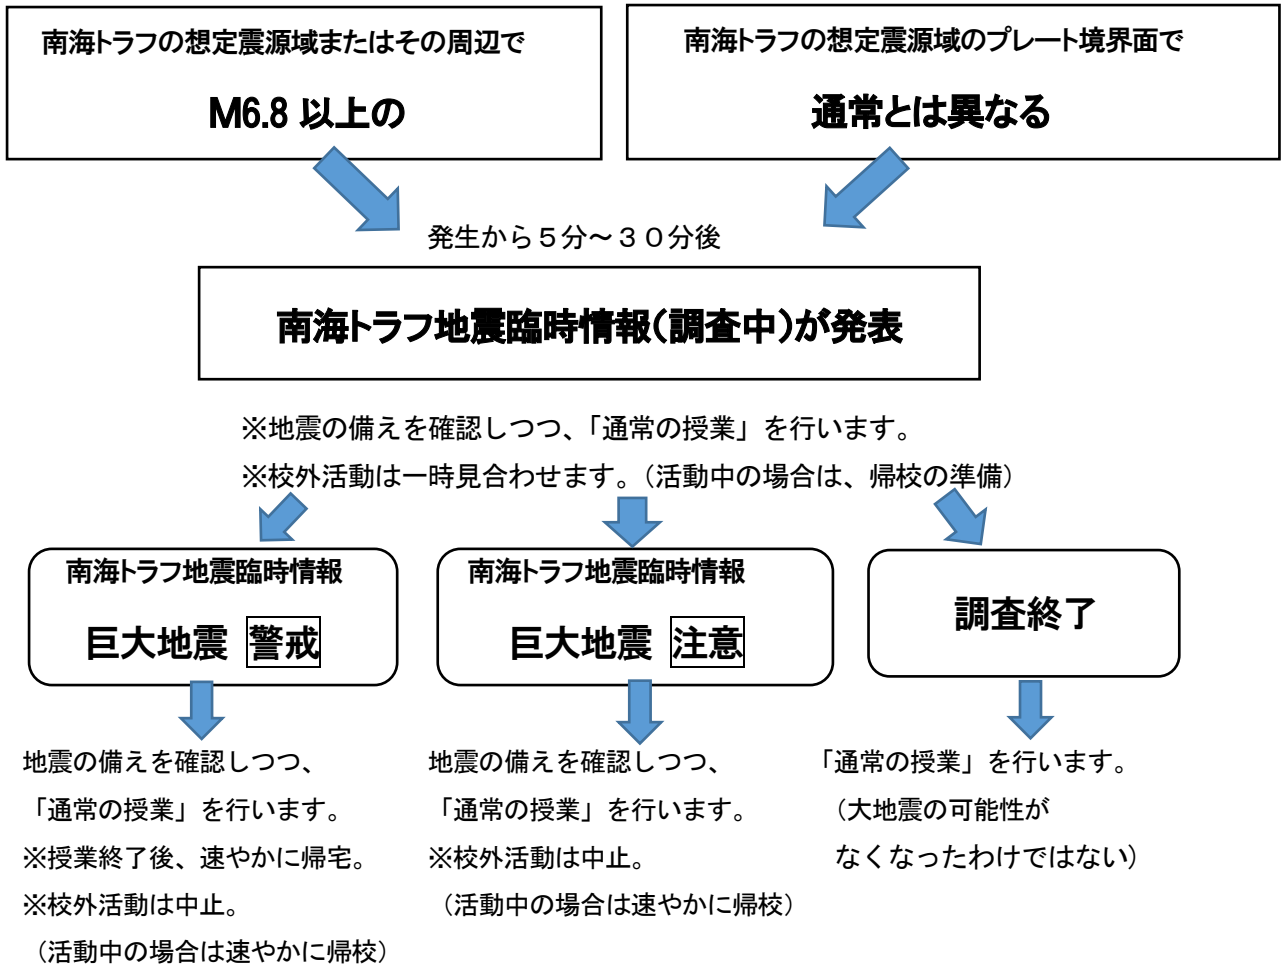 南海トラフの想定震源域またはその周辺で
M6.8 以上の
南海トラフの想定震源域のプレート境界面で
通常とは異なる
発生から５分～３０分後
南海トラフ地震臨時情報（調査中）が発表
※地震の備えを確認しつつ、「通常の授業」を行います。
※校外活動は一時見合わせます。（活動中の場合は、帰校の準備）
南海トラフ地震臨時情報
巨大地震 警戒
南海トラフ地震臨時情報
巨大地震 注意
調査終了
地震の備えを確認しつつ、
「通常の授業」を行います。
※授業終了後、速やかに帰宅。
※校外活動は中止。
（活動中の場合は速やかに帰校）
地震の備えを確認しつつ、
「通常の授業」を行います。
※校外活動は中止。
（活動中の場合は速やかに帰校）
「通常の授業」を行います。
（大地震の可能性が
なくなったわけではない）